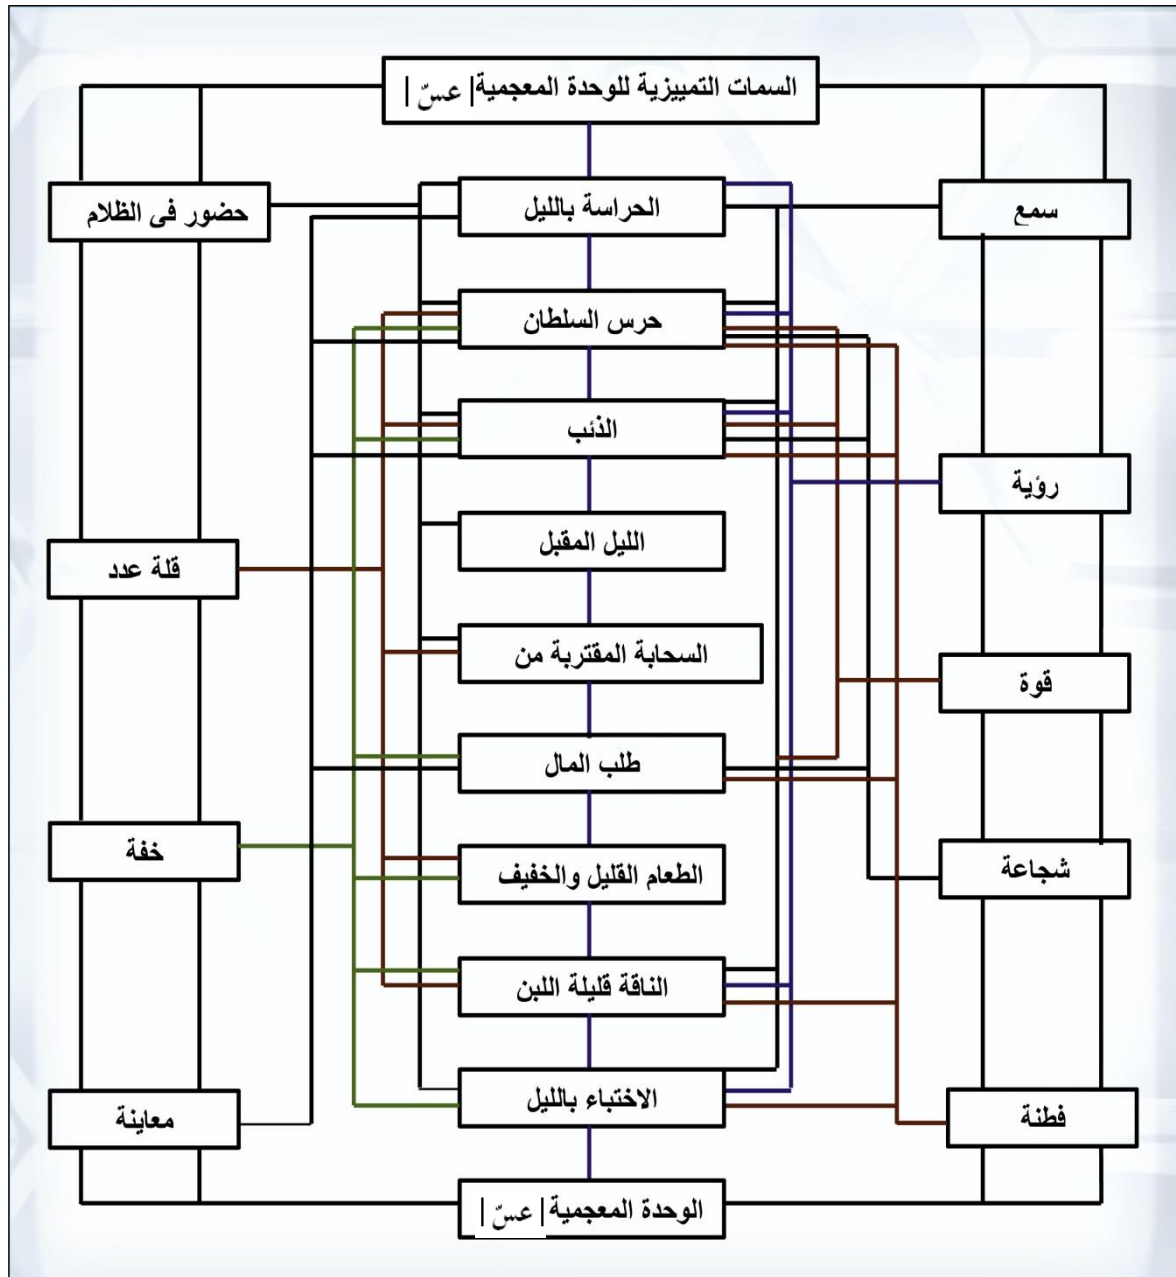 السمات التمييزية للوحدة المعجمية | عسّ |
سمع
الحراسة بالليل
حضور فى الظلام
حرس السلطان
الذئب
رؤية
الليل المقبل
قلة عدد
السحابة المقتربة من
قوة
طلب المال
خفة
الطعام القليل والخفيف
شجاعة
الناقة قليلة اللبن
الاختباء بالليل
فطنة
معاينة
الوحدة المعجمية | عسّ |